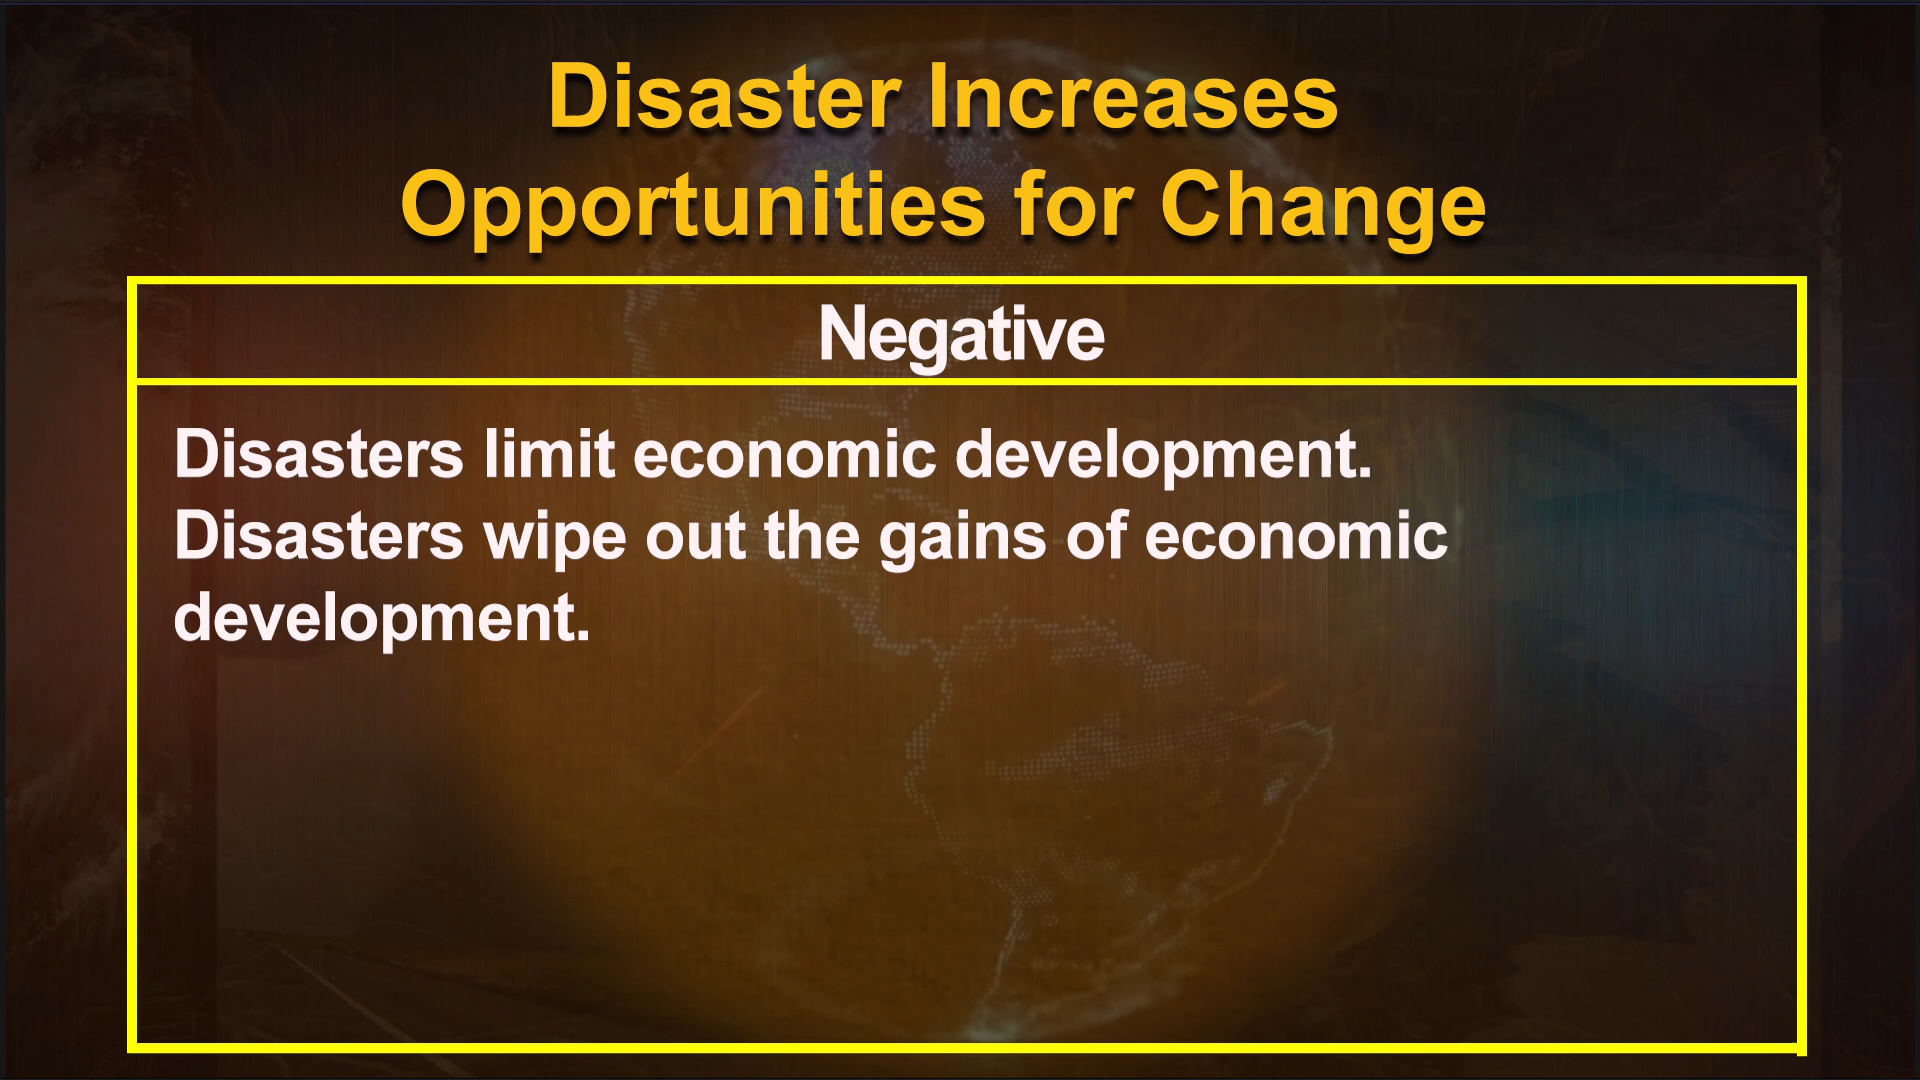 Disaster Increases
Opportunities for Change
Negative
Disasters limit economic development.
Disasters wipe out the gains of economic
development.